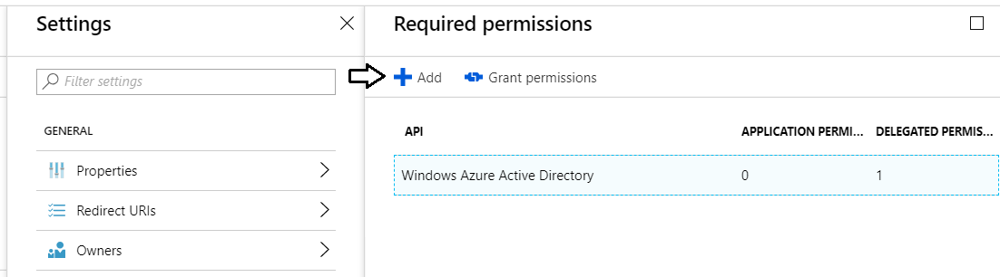 Settings
Filter settings
GENERAL
Properties
Redirect URIs
Owners
Required permissions
Add Grant permissions
API APPLICATION PERMI... DELEGATED PERMIS...
Windows Azure Active Directory 0 1